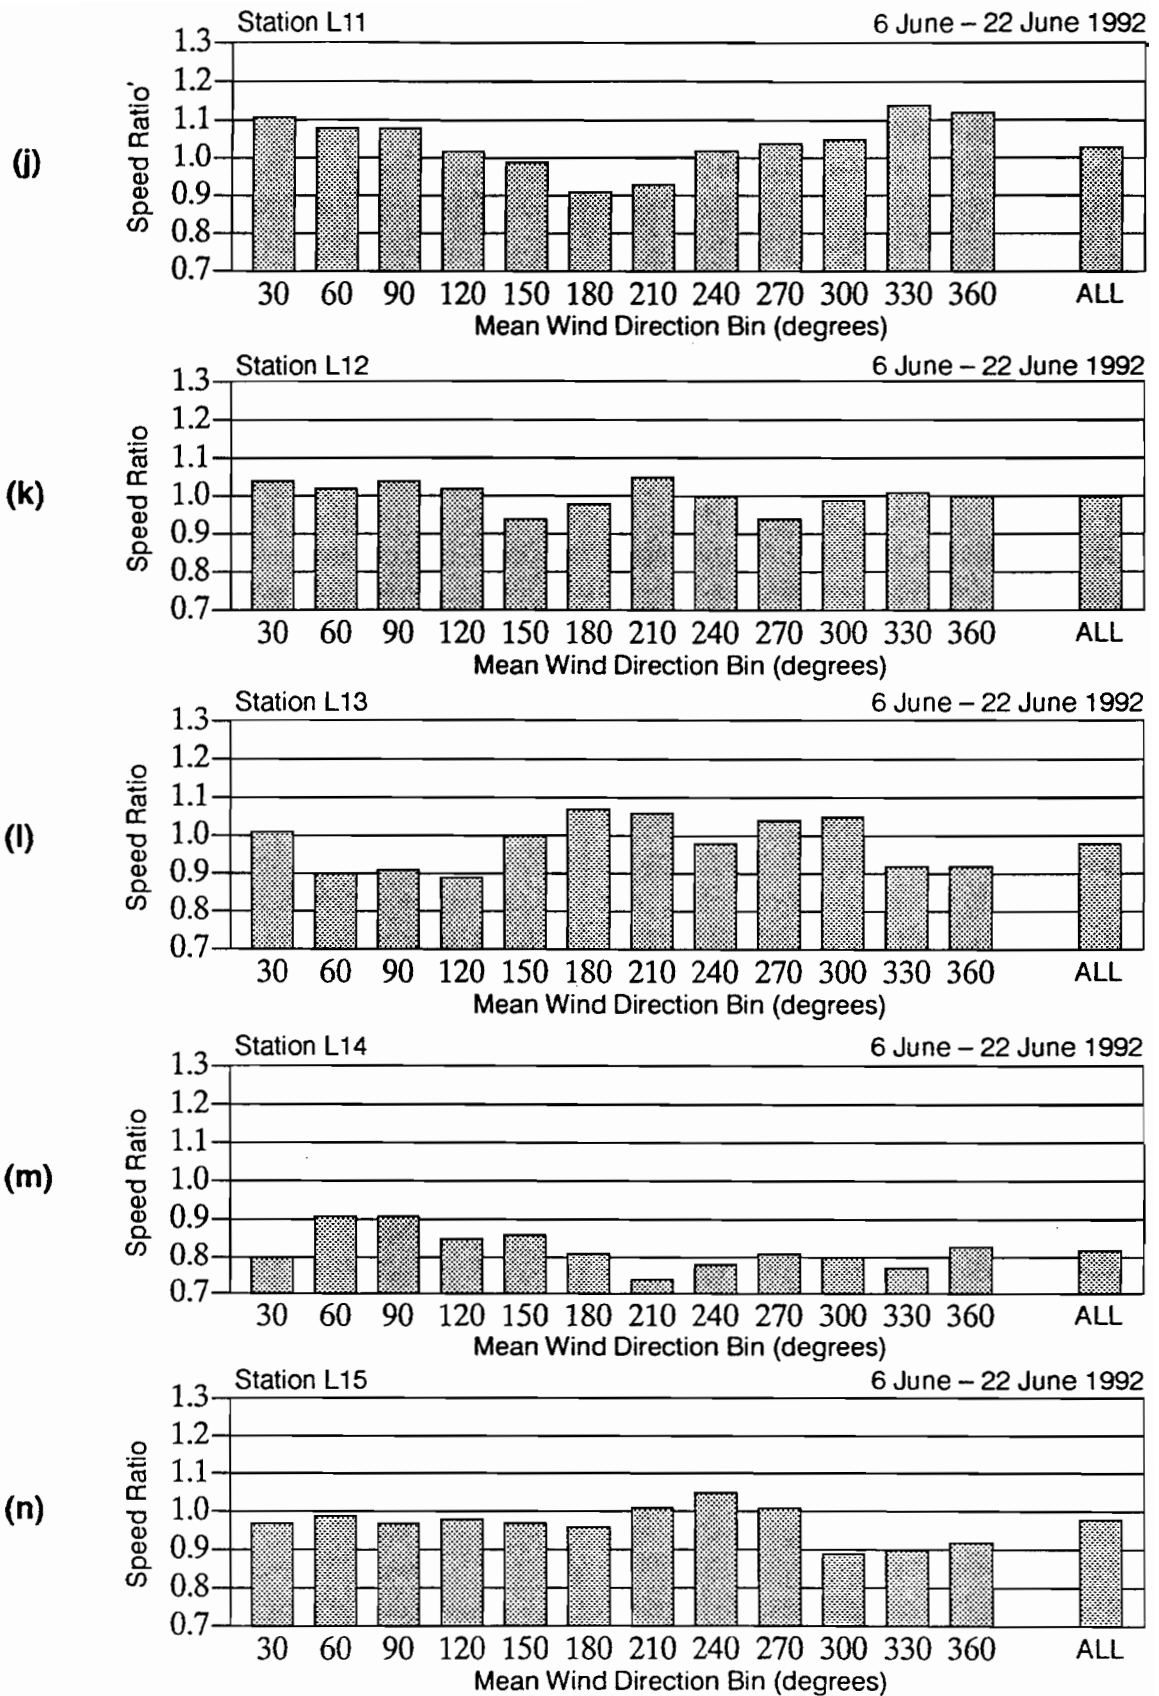 Station L11 6 June – 22 June 1992
(j)
Speed Ratio'
1.3
1.2
1.1
1.0
0.9
0.8
0.7
30 60 90 120 150 180 210 240 270 300 330 360 ALL
Mean Wind Direction Bin (degrees)
Station L12 6 June – 22 June 1992
(k)
Speed Ratio
1.3
1.2
1.1
1.0
0.9
0.8
0.7
30 60 90 120 150 180 210 240 270 300 330 360 ALL
Mean Wind Direction Bin (degrees)
Station L13 6 June – 22 June 1992
(l)
Speed Ratio
1.3
1.2
1.1
1.0
0.9
0.8
0.7
30 60 90 120 150 180 210 240 270 300 330 360 ALL
Mean Wind Direction Bin (degrees)
Station L14 6 June – 22 June 1992
(m)
Speed Ratio
1.3
1.2
1.1
1.0
0.9
0.8
0.7
30 60 90 120 150 180 210 240 270 300 330 360 ALL
Mean Wind Direction Bin (degrees)
Station L15 6 June – 22 June 1992
(n)
Speed Ratio
1.3
1.2
1.1
1.0
0.9
0.8
0.7
30 60 90 120 150 180 210 240 270 300 330 360 ALL
Mean Wind Direction Bin (degrees)